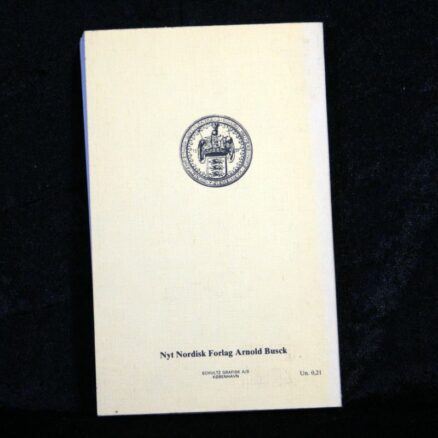 Nyt Nordisk Forlag Arnold Busck
SCHULTZ GRAFISK A/S
KØBENHAVN
Un. 0,21